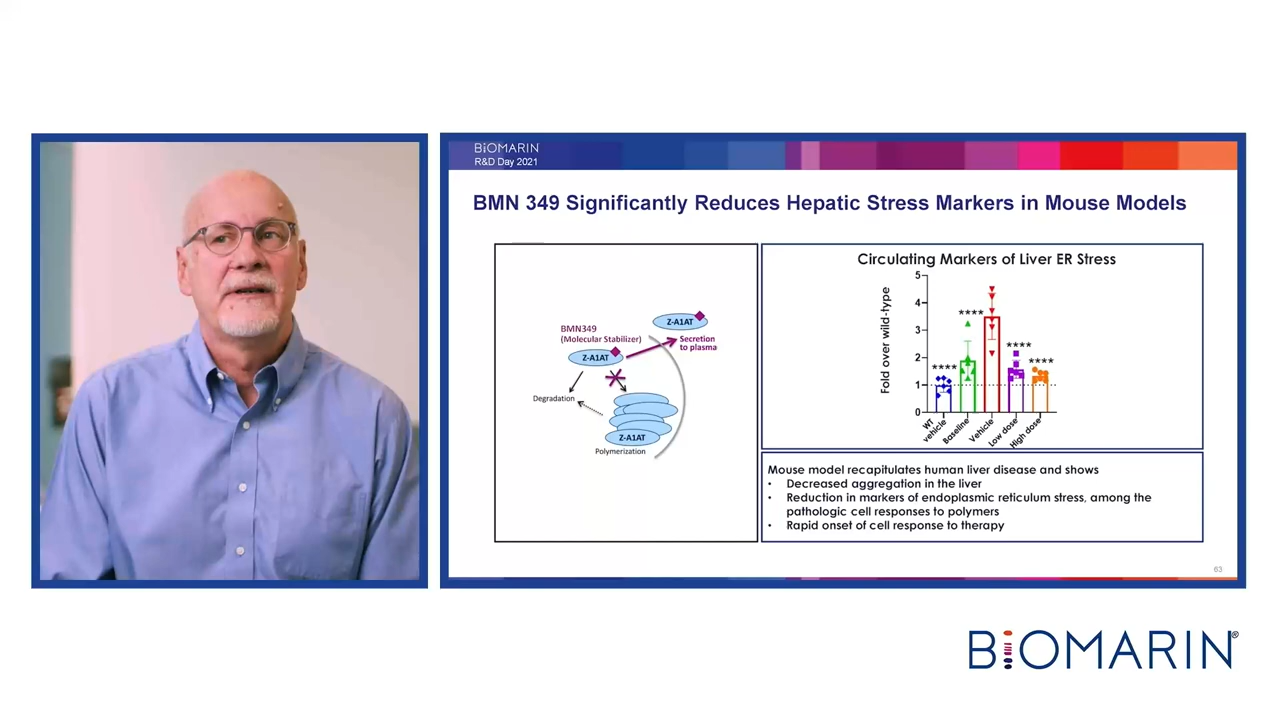 BiOMARIN
R&D Day 2021
BMN 349 Significantly Reduces Hepatic Stress Markers in Mouse Models
BMN349
(Molecular Stabilizer)
Z-A1AT
Secretion
to plasma
Z-A1AT
Degradation
Z-A1AT
Polymerization
Circulating Markers of Liver ER Stress
Fold over wild-type
5
4
3
2
1
0
****
****
****
****
WT
vehicle
Baseline
Vehicle
Low dose
High dose
Mouse model recapitulates human liver disease and shows
• Decreased aggregation in the liver
• Reduction in markers of endoplasmic reticulum stress, among the
pathologic cell responses to polymers
• Rapid onset of cell response to therapy
63
BiOMARIN®